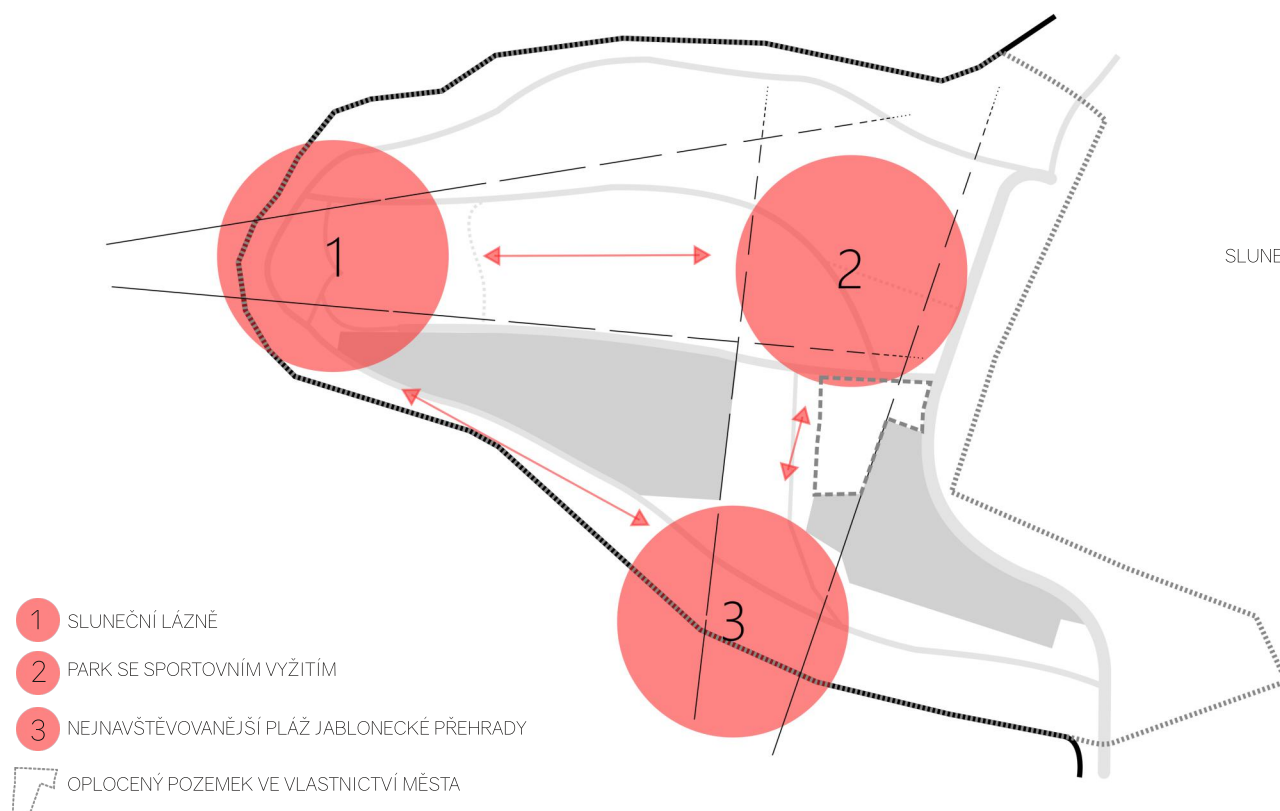 1
2
SLUNE
3
1 SLUNEČNÍ LÁZNĚ
2 PARK SE SPORTOVNÍM VYŽITÍM
3 NEJNAVŠTĚVOVANĚJŠÍ PLÁŽ JABLONECKÉ PŘEHRADY
OPLOCENÝ POZEMEK VE VLASTNICTVÍ MĚSTA